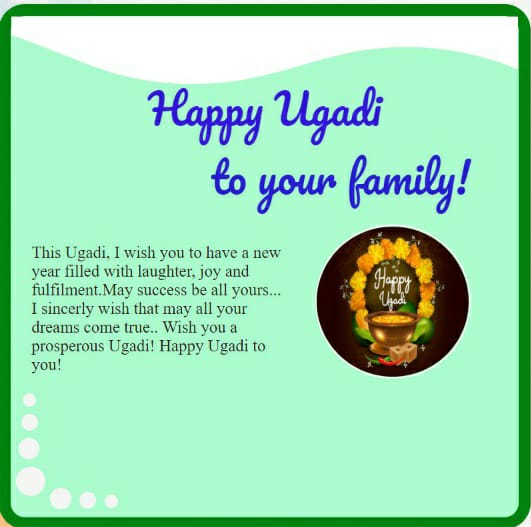 Happy Ugadi
to your family!
This Ugadi, I wish you to have a new
year filled with laughter, joy and
fulfilment.May success be all yours...
I sincerly wish that may all your
dreams come true.. Wish you a
prosperous Ugadi! Happy Ugadi to
you!
Happy
Ugadi